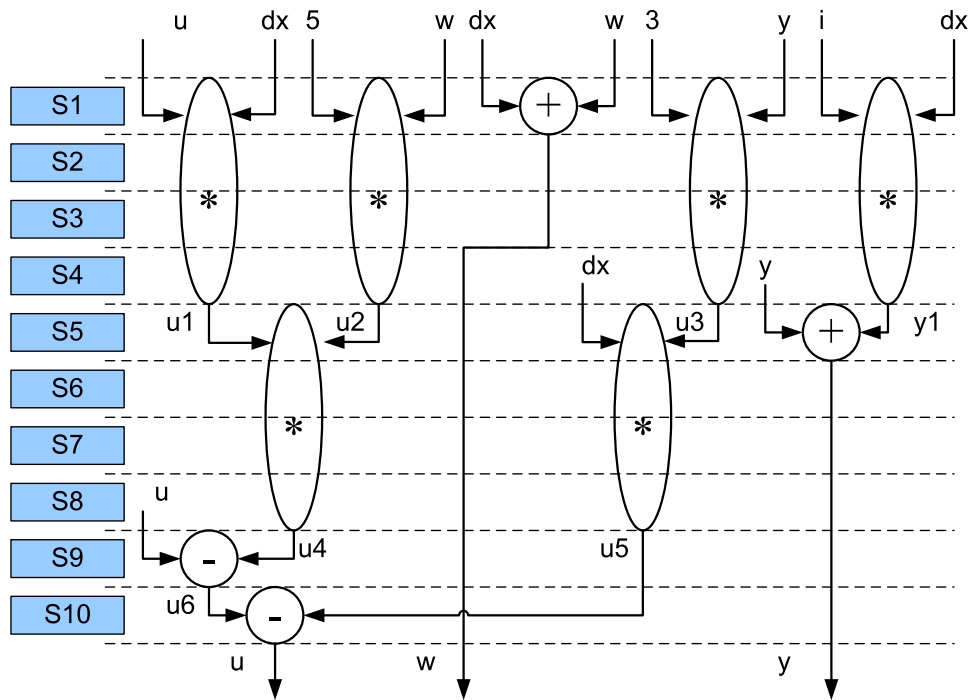 u dx 5 w dx w 3 y i dx
S1 +
S2
S3 * * * *
S4
dx y
S5 u1 u2 u3 + y1
S6
S7 * *
S8
u
S9 - u4 u5
S10 u6 -
u w y